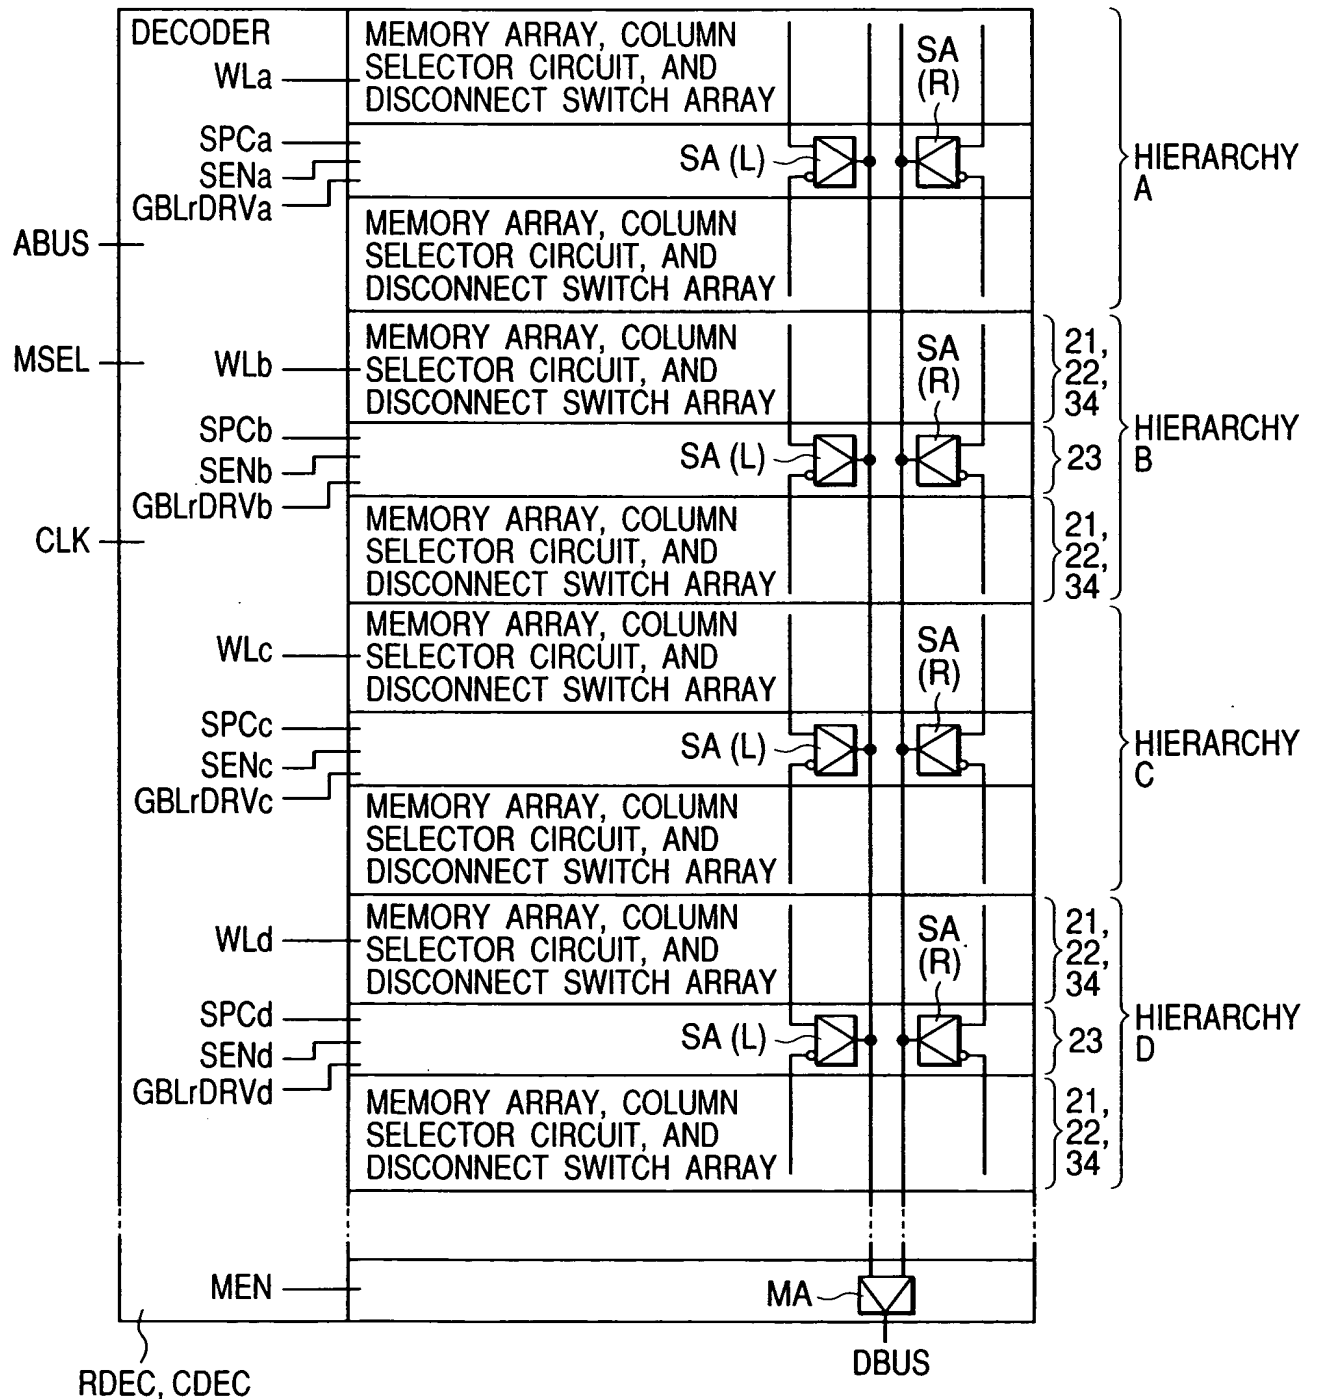 DECODER
WLa
MEMORY ARRAY, COLUMN
SELECTOR CIRCUIT, AND
DISCONNECT SWITCH ARRAY
SA
(R)
SPCa
SENa
GBLrDRVa
SA (L)
HIERARCHY
A
ABUS
MEMORY ARRAY, COLUMN
SELECTOR CIRCUIT, AND
DISCONNECT SWITCH ARRAY
MSEL
WLb
MEMORY ARRAY, COLUMN
SELECTOR CIRCUIT, AND
DISCONNECT SWITCH ARRAY
SA
(R)
21,
22,
34
SPCb
SENb
GBLrDRVb
SA (L)
23
HIERARCHY
B
CLK
MEMORY ARRAY, COLUMN
SELECTOR CIRCUIT, AND
DISCONNECT SWITCH ARRAY
21,
22,
34
WLc
MEMORY ARRAY, COLUMN
SELECTOR CIRCUIT, AND
DISCONNECT SWITCH ARRAY
SA
(R)
SPCc
SENc
GBLrDRVc
SA (L)
HIERARCHY
C
MEMORY ARRAY, COLUMN
SELECTOR CIRCUIT, AND
DISCONNECT SWITCH ARRAY
WLd
MEMORY ARRAY, COLUMN
SELECTOR CIRCUIT, AND
DISCONNECT SWITCH ARRAY
SA
(R)
21,
22,
34
SPCd
SENd
GBLrDRVd
SA (L)
23
HIERARCHY
D
MEMORY ARRAY, COLUMN
SELECTOR CIRCUIT, AND
DISCONNECT SWITCH ARRAY
21,
22,
34
MEN
MA
DBUS
RDEC, CDEC